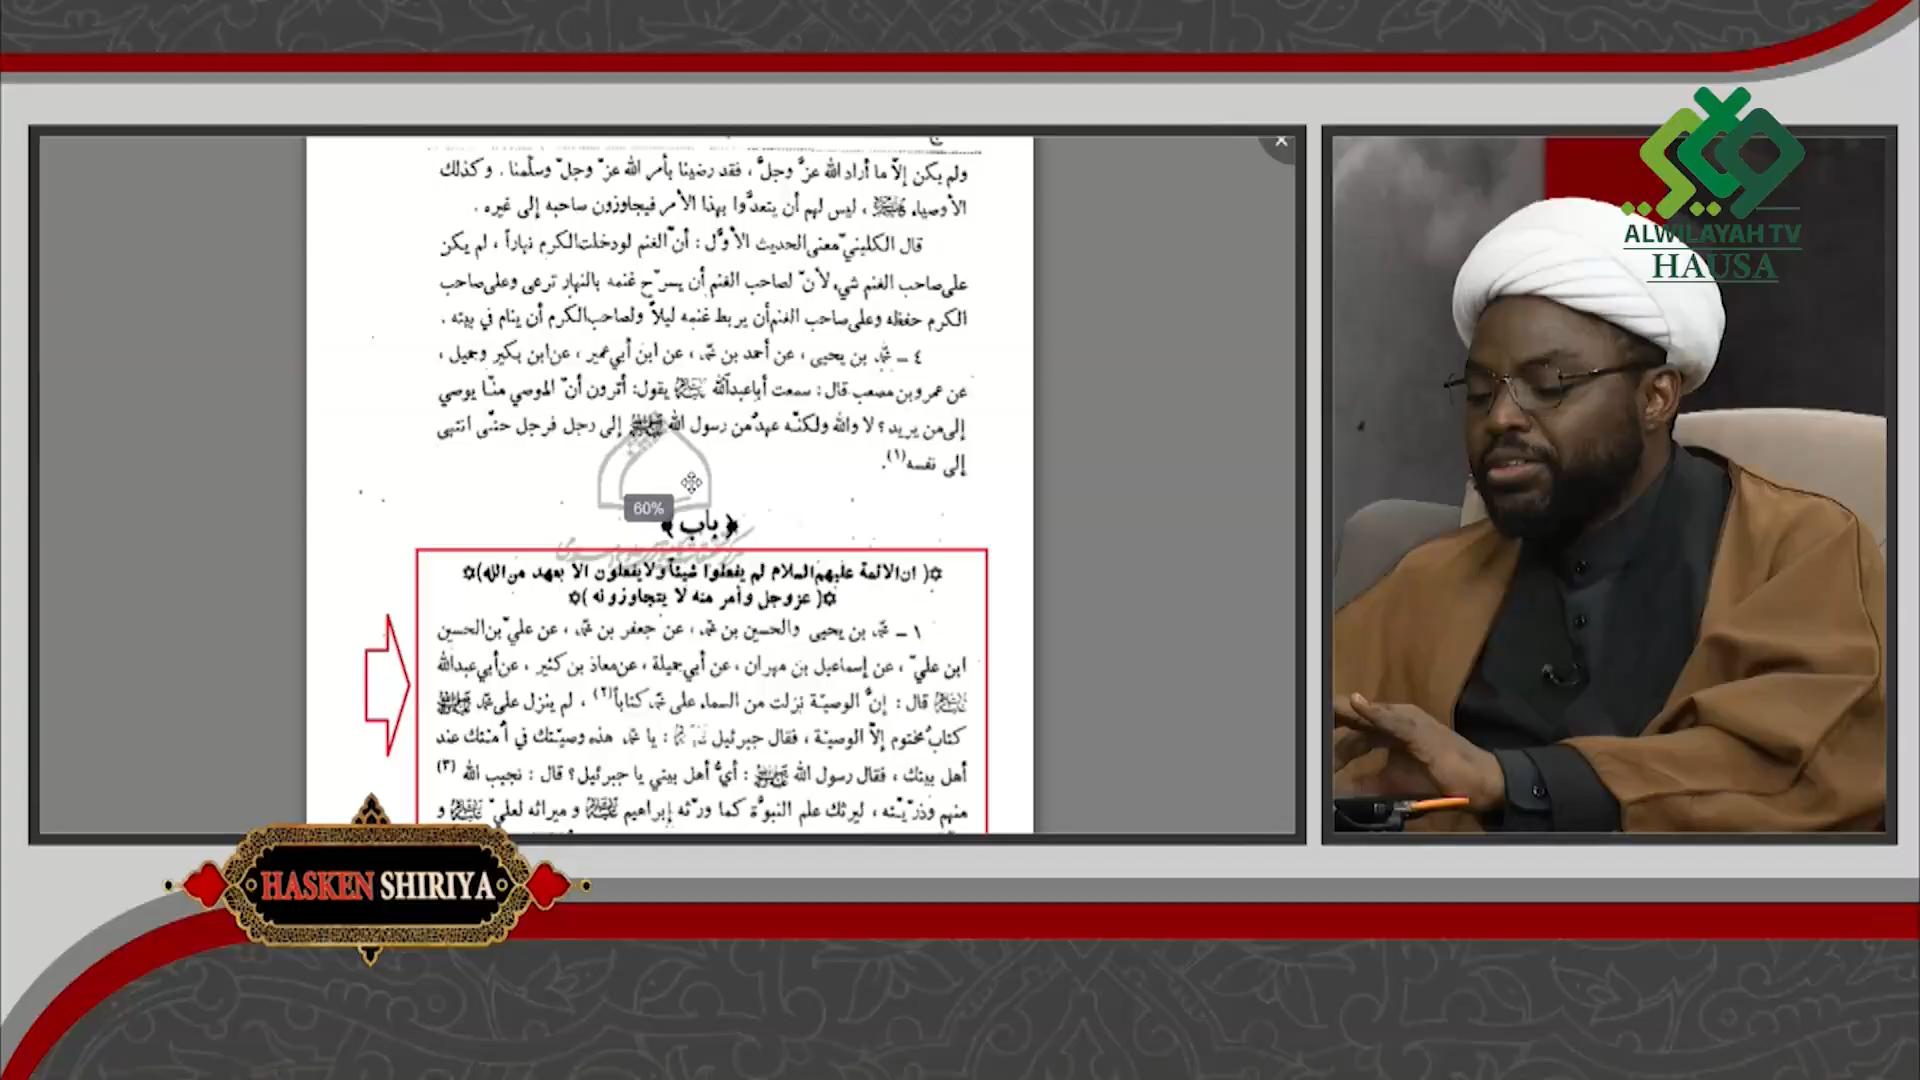 ولم يكن إلاّ ما أراد الله عزَّ وجلَّ ، فقد رضينا بأمر الله عزّ وجلّ وسلّمنا . وكذلك
الأوصياء ، ليس لهم أن يتعدَّوا بهذا الأمر فيجاوزون صاحبه إلى غيره .
قال الكلينيّ معنى الحديث الأوَّل : أنّ الغنم لودخلت الكرم نهاراً ، لم يكن
على صاحب الغنم شيء لأنّ لصاحب الغنم أن يسرّح غنمه بالنهار ترعى وعلى صاحب
الكرم حفظه وعلى صاحب الغنم أن يربط غنمه ليلاً ولصاحب الكرم أن ينام في بيته .
٤ ـ محمّد بن يحيى ، عن أحمد بن محمّد ، عن ابن أبي عمير ، عن ابن بكير وجميل ،
عن عمرو بن مصعب قال : سمعت أبا عبدالله يقول: أترون أنّ الموصي منّا يوصي
إلى من يريد ؟ لا والله ولكنّه عهدٌ من رسول الله إلى رجل فرجل حتّى انتهى
إلى نفسه(١).
60%
﴿ باب ﴾
✡( ان الائمة عليهم السلام لم يفعلوا شيئاً ولا يفعلون الا بعهد من الله )✡
✡( عز وجل وأمر منه لا يتجاوزونه )✡
١ ـ محمّد بن يحيى والحسين بن محمّد ، عن جعفر بن محمّد ، عن عليّ بن الحسين
ابن عليّ ، عن إسماعيل بن مهران ، عن أبي جميلة ، عن معاذ بن كثير ، عن أبي عبدالله
قال : إنَّ الوصيّة نزلت من السماء على محمّد كتاباً(٢) ، لم ينزل على محمّد
كتابٌ مختوم إلاّ الوصيّة ، فقال جبرئيل : يا محمّد هذه وصيّتك في اُمّتك عند
أهل بيتك ، فقال رسول الله : أيُّ أهل بيتي يا جبرئيل؟ قال : نجيب الله(٣)
منهم وذرّيّته ، ليرثك علم النبوَّة كما ورّثه إبراهيم و ميراثه لعليّ و
ALWILAYAH TV
HAUSA
HASKEN SHIRIYA